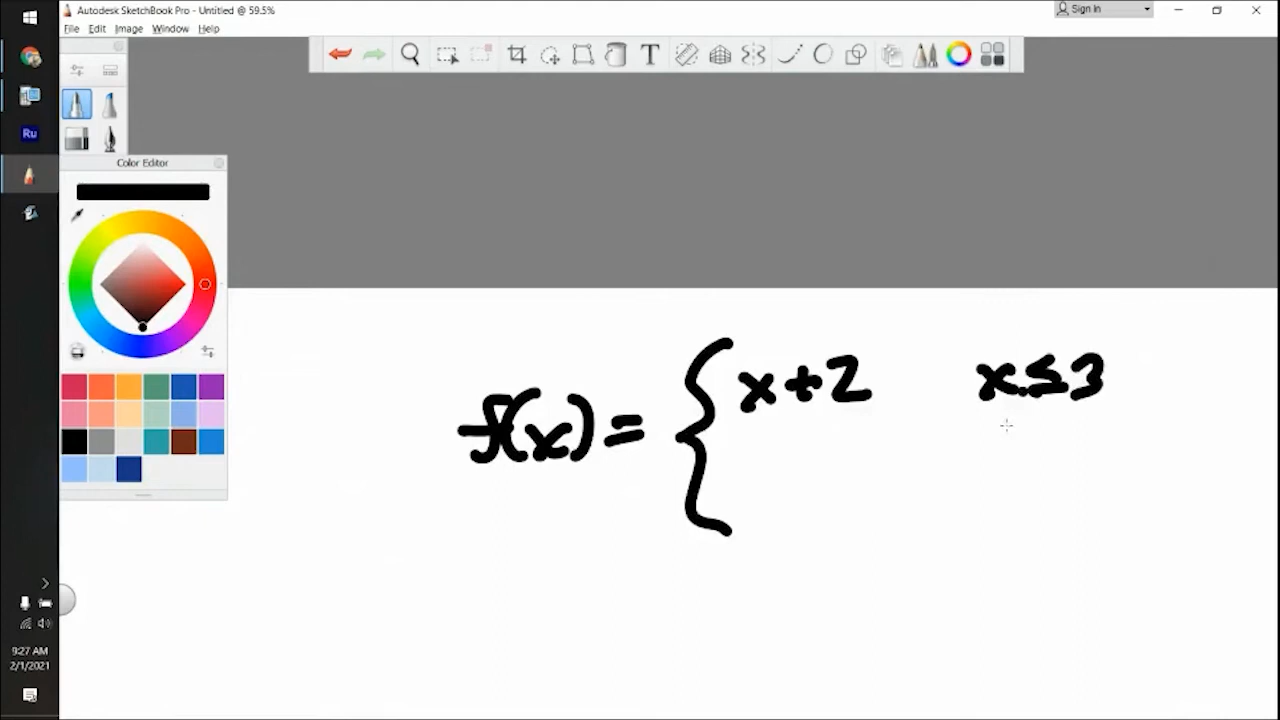 Autodesk SketchBook Pro - Untitled @ 59.5%
Sign In
File Edit Image Window Help
T
Ru
Color Editor
f(x) = { x + 2 x ≤ 3
9:27 AM
2/1/2021